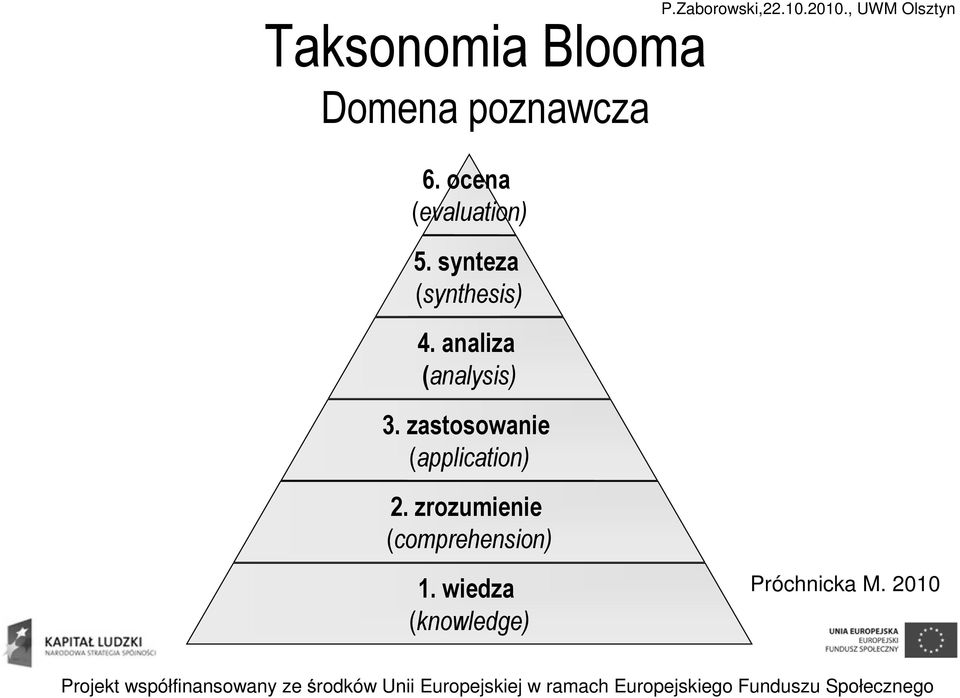 P.Zaborowski,22.10.2010., UWM Olsztyn
Taksonomia Blooma
Domena poznawcza
6. ocena
(evaluation)
5. synteza
(synthesis)
4. analiza
(analysis)
3. zastosowanie
(application)
2. zrozumienie
(comprehension)
1. wiedza
(knowledge)
Próchnicka M. 2010
KAPITAŁ LUDZKI
NARODOWA STRATEGIA SPÓJNOŚCI
UNIA EUROPEJSKA
EUROPEJSKI
FUNDUSZ SPOŁECZNY
Projekt współfinansowany ze środków Unii Europejskiej w ramach Europejskiego Funduszu Społecznego